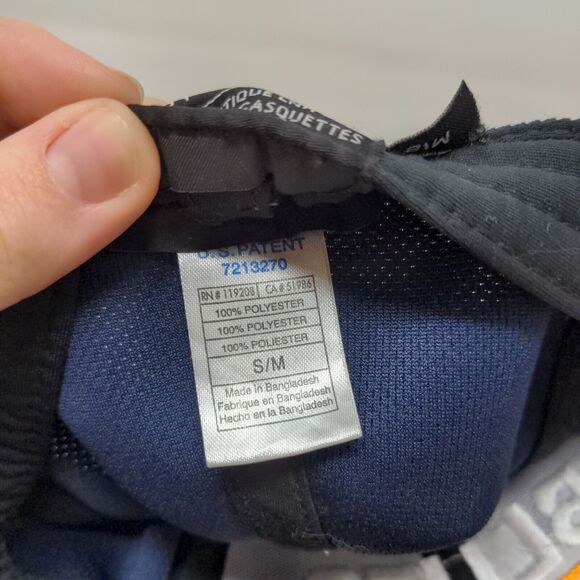 TIQUE
CASQUETTES
U.S. PATENT
7213270
RN # 119208 CA # 51986
100% POLYESTER
100% POLYESTER
100% POLIESTER
S/M
Made in Bangladesh
Fabrique en Bangladesh
Hecho en la Bangladesh